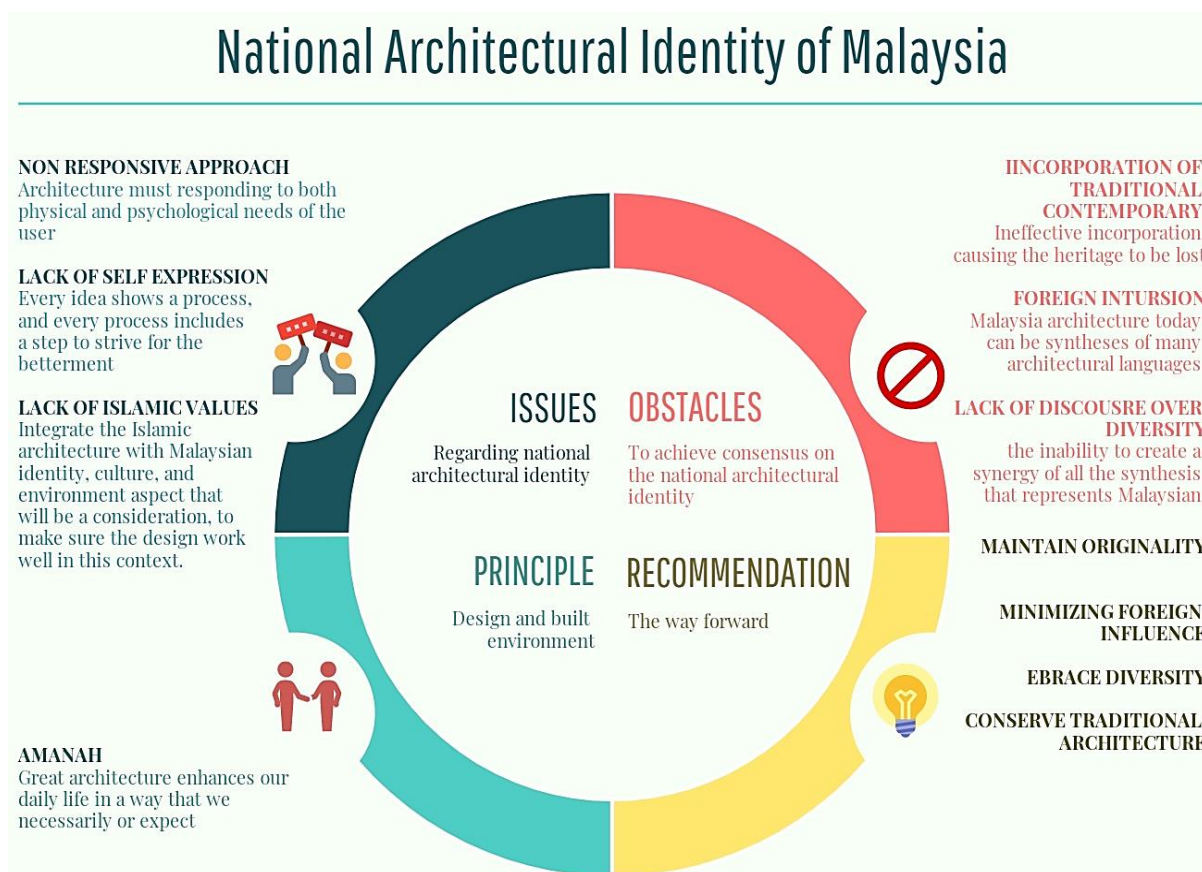 National Architectural Identity of Malaysia
NON RESPONSIVE APPROACH
Architecture must responding to both
physical and psychological needs of the
user
LACK OF SELF EXPRESSION
Every idea shows a process,
and every process includes
a step to strive for the
betterment
LACK OF ISLAMIC VALUES
Integrate the Islamic
architecture with Malaysian
identity, culture, and
environment aspect that
will be a consideration, to
make sure the design work
well in this context.
ISSUES
Regarding national
architectural identity
OBSTACLES
To achieve consensus on
the national architectural
identity
IINCORPORATION OF
TRADITIONAL
CONTEMPORARY
Ineffective incorporation
causing the heritage to be lost
FOREIGN INTURSION
Malaysia architecture today
can be syntheses of many
architectural languages
LACK OF DISCOUSRE OVER
DIVERSITY
the inability to create a
synergy of all the synthesis
that represents Malaysian
PRINCIPLE
Design and built
environment
RECOMMENDATION
The way forward
AMANAH
Great architecture enhances our
daily life in a way that we
necessarily or expect
MAINTAIN ORIGINALITY
MINIMIZING FOREIGN
INFLUENCE
EBRACE DIVERSITY
CONSERVE TRADITIONAL
ARCHITECTURE